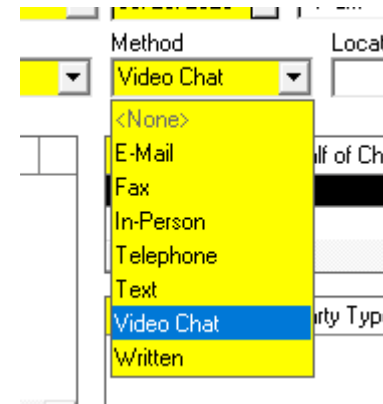 Method
Video Chat
<None>
E-Mail
Fax
In-Person
Telephone
Text
Video Chat
Written